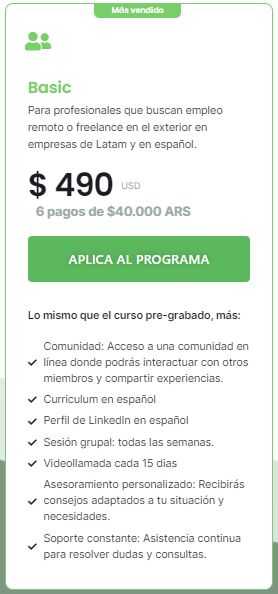 Más vendido
Basic
Para profesionales que buscan empleo
remoto o freelance en el exterior en
empresas de Latam y en español.
$ 490 USD
6 pagos de $40.000 ARS
APLICA AL PROGRAMA
Lo mismo que el curso pre-grabado, más:
Comunidad: Acceso a una comunidad en
línea donde podrás interactuar con otros
miembros y compartir experiencias.
Curriculum en español
Perfil de LinkedIn en español
Sesión grupal: todas las semanas.
Videollamada cada 15 dias
Asesoramiento personalizado: Recibirás
consejos adaptados a tu situación y
necesidades.
Soporte constante: Asistencia continua
para resolver dudas y consultas.